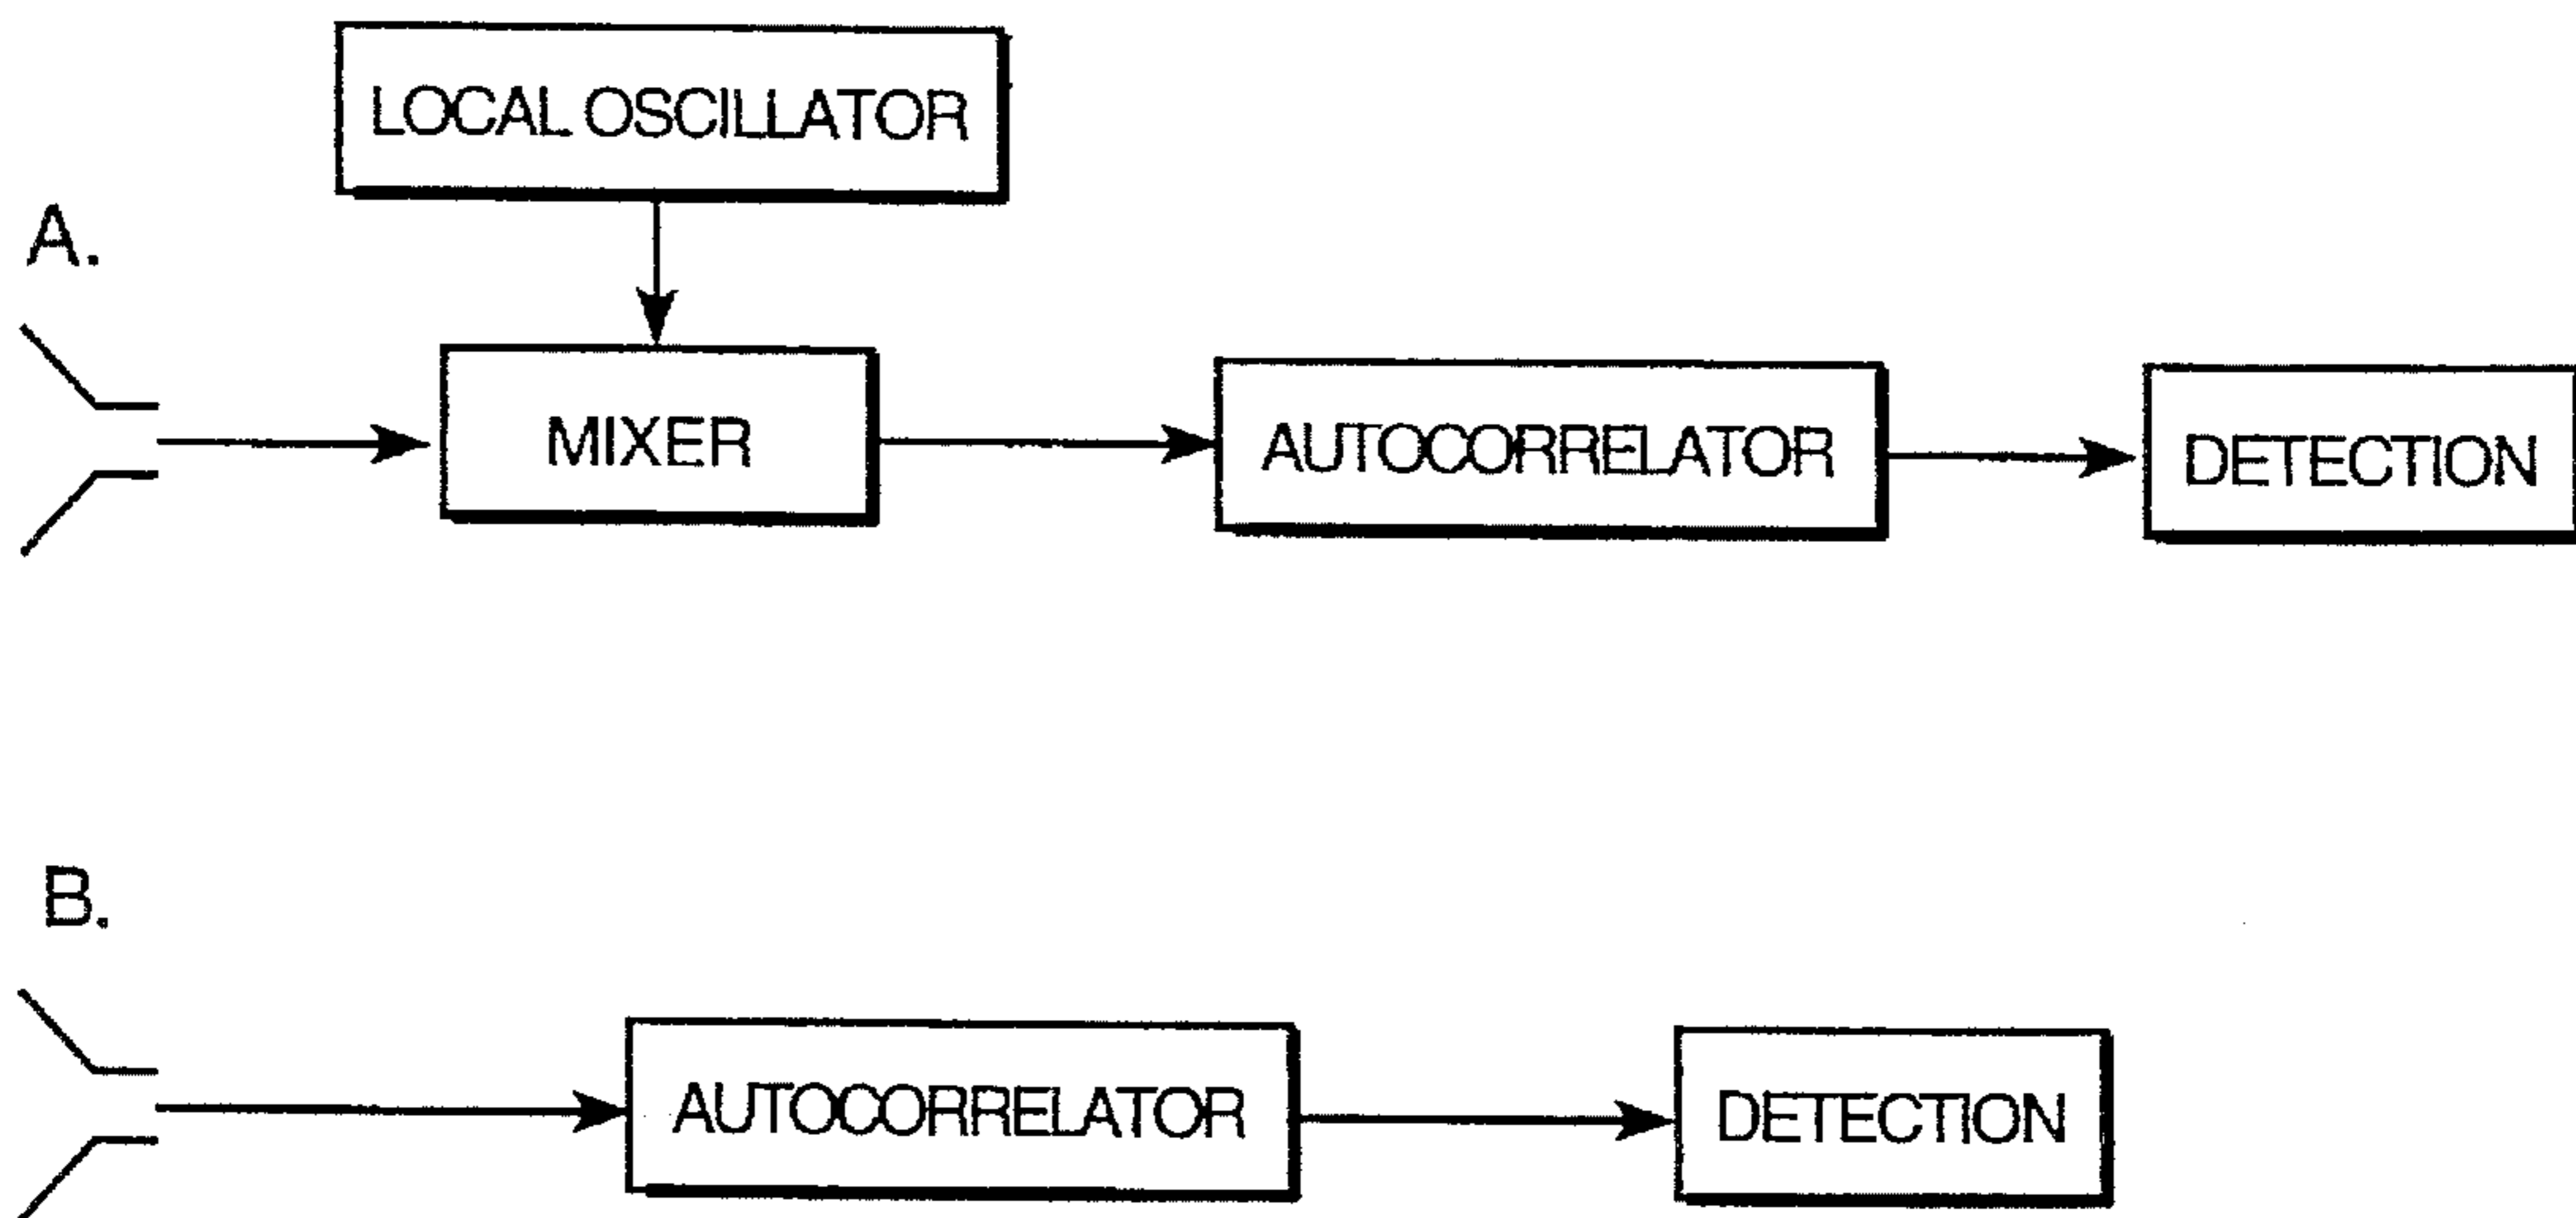 LOCAL OSCILLATOR
A.
MIXER
AUTOCORRELATOR
DETECTION
B.
AUTOCORRELATOR
DETECTION